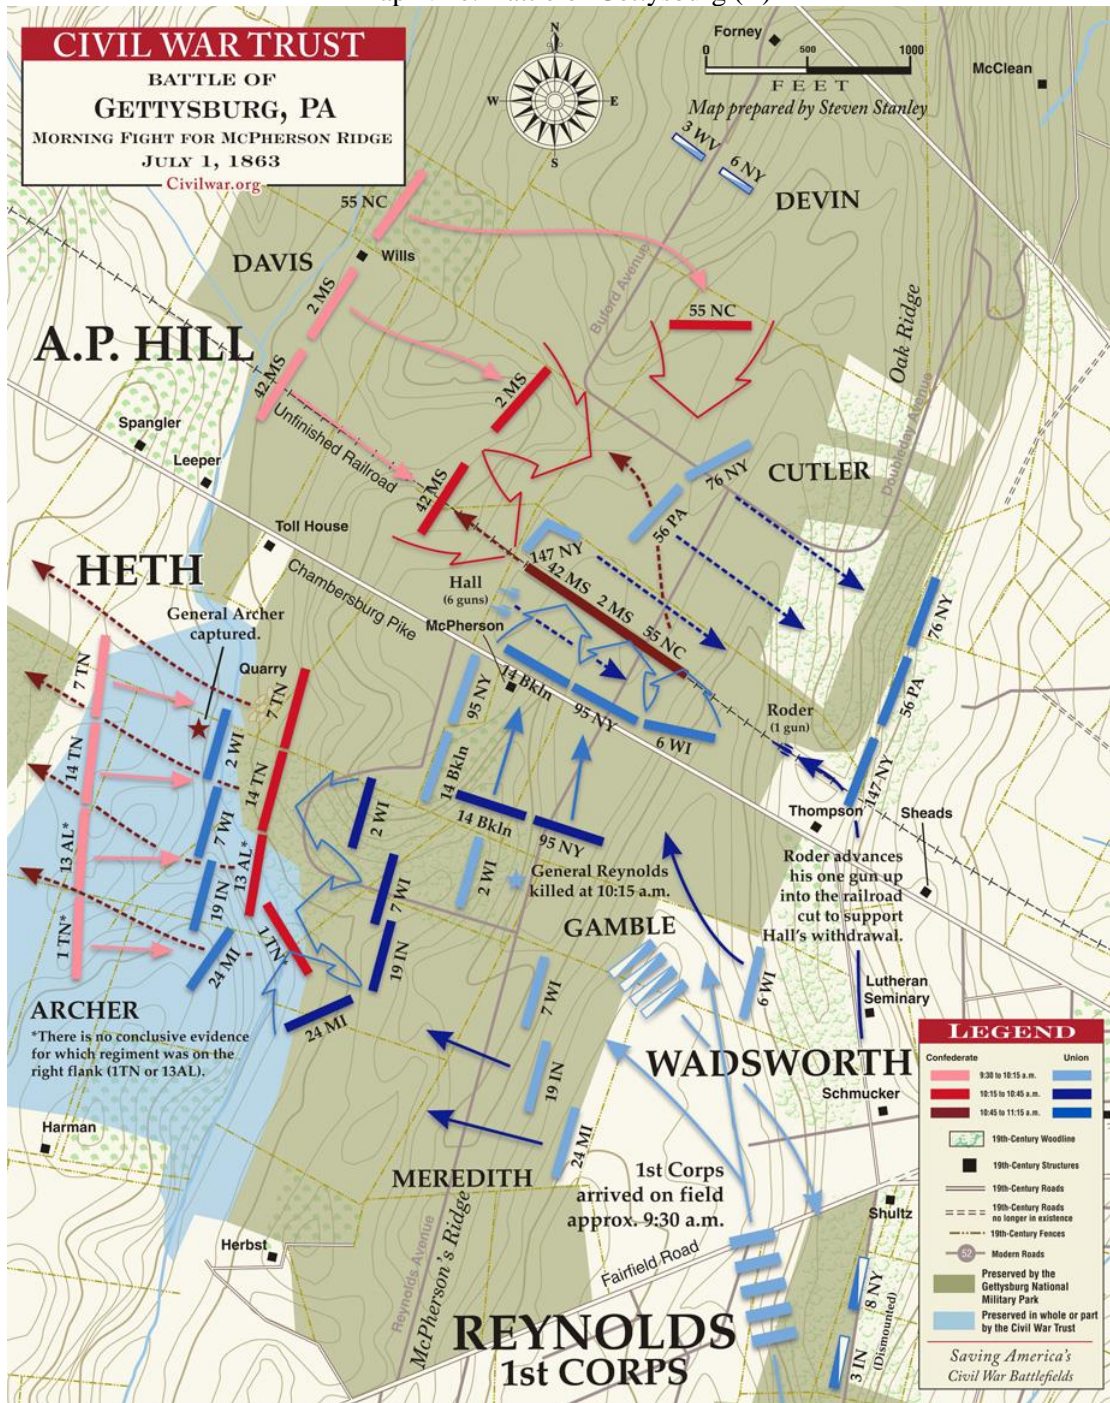 CIVIL WAR TRUST
BATTLE OF
GETTYSBURG, PA
MORNING FIGHT FOR MCPHERSON RIDGE
JULY 1, 1863
Civilwar.org
N
W
E
S
Forney
0 500 1000
FEET
Map prepared by Steven Stanley
McClean
3 WV
6 NY
DEVIN
55 NC
DAVIS
Wills
2 MS
42 MS
A.P. HILL
Buford Avenue
55 NC
Oak Ridge
Doubleday Avenue
2 MS
42 MS
Unfinished Railroad
Spangler
Leeper
Toll House
Chambersburg Pike
CUTLER
76 NY
56 PA
147 NY
42 MS
2 MS
55 NC
Hall
(6 guns)
McPherson
HETH
General Archer
captured.
Quarry
7 TN
14 TN
13 AL*
1 TN*
2 WI
7 WI
19 IN
24 MI
7 TN
14 TN
13 AL*
1 TN*
2 WI
7 WI
19 IN
24 MI
95 NY
14 Bkln
14 Bkln
95 NY
6 WI
14 Bkln
95 NY
2 WI
General Reynolds
killed at 10:15 a.m.
76 NY
56 PA
147 NY
Roder
(1 gun)
Thompson
Sheads
Roder advances
his one gun up
into the railroad
cut to support
Hall's withdrawal.
GAMBLE
7 WI
6 WI
Lutheran
Seminary
19 IN
24 MI
WADSWORTH
Schmucker
ARCHER
*There is no conclusive evidence
for which regiment was on the
right flank (1TN or 13AL).
Harman
MEREDITH
1st Corps
arrived on field
approx. 9:30 a.m.
Shultz
Herbst
Reynolds Avenue
McPherson's Ridge
Fairfield Road
REYNOLDS
1st CORPS
8 NY
3 IN
(Dismounted)
LEGEND
Confederate
Union
9:30 to 10:15 a.m.
10:15 to 10:45 a.m.
10:45 to 11:15 a.m.
19th-Century Woodline
19th-Century Structures
19th-Century Roads
19th-Century Roads
no longer in existence
19th-Century Fences
52
Modern Roads
Preserved by the
Gettysburg National
Military Park
Preserved in whole or part
by the Civil War Trust
Saving America's
Civil War Battlefields